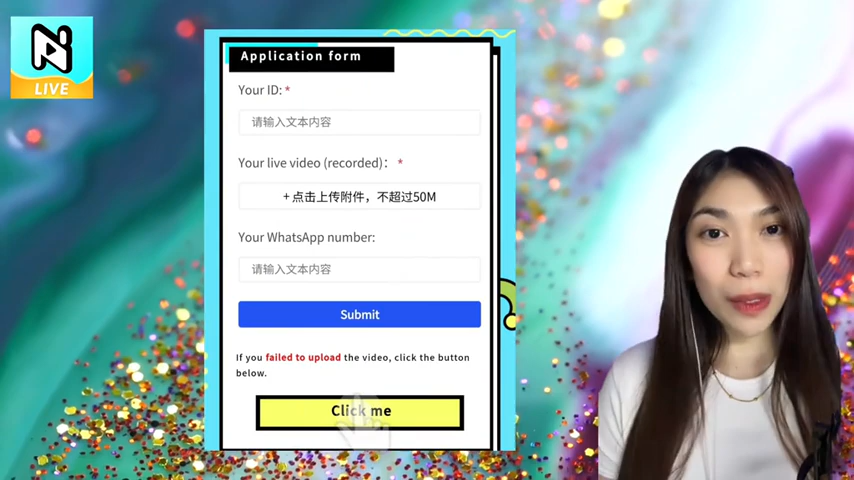 LIVE
Application form
Your ID: *
请输入文本内容
Your live video (recorded)： *
+ 点击上传附件，不超过50M
Your WhatsApp number:
请输入文本内容
Submit
If you failed to upload the video, click the button
below.
Click me